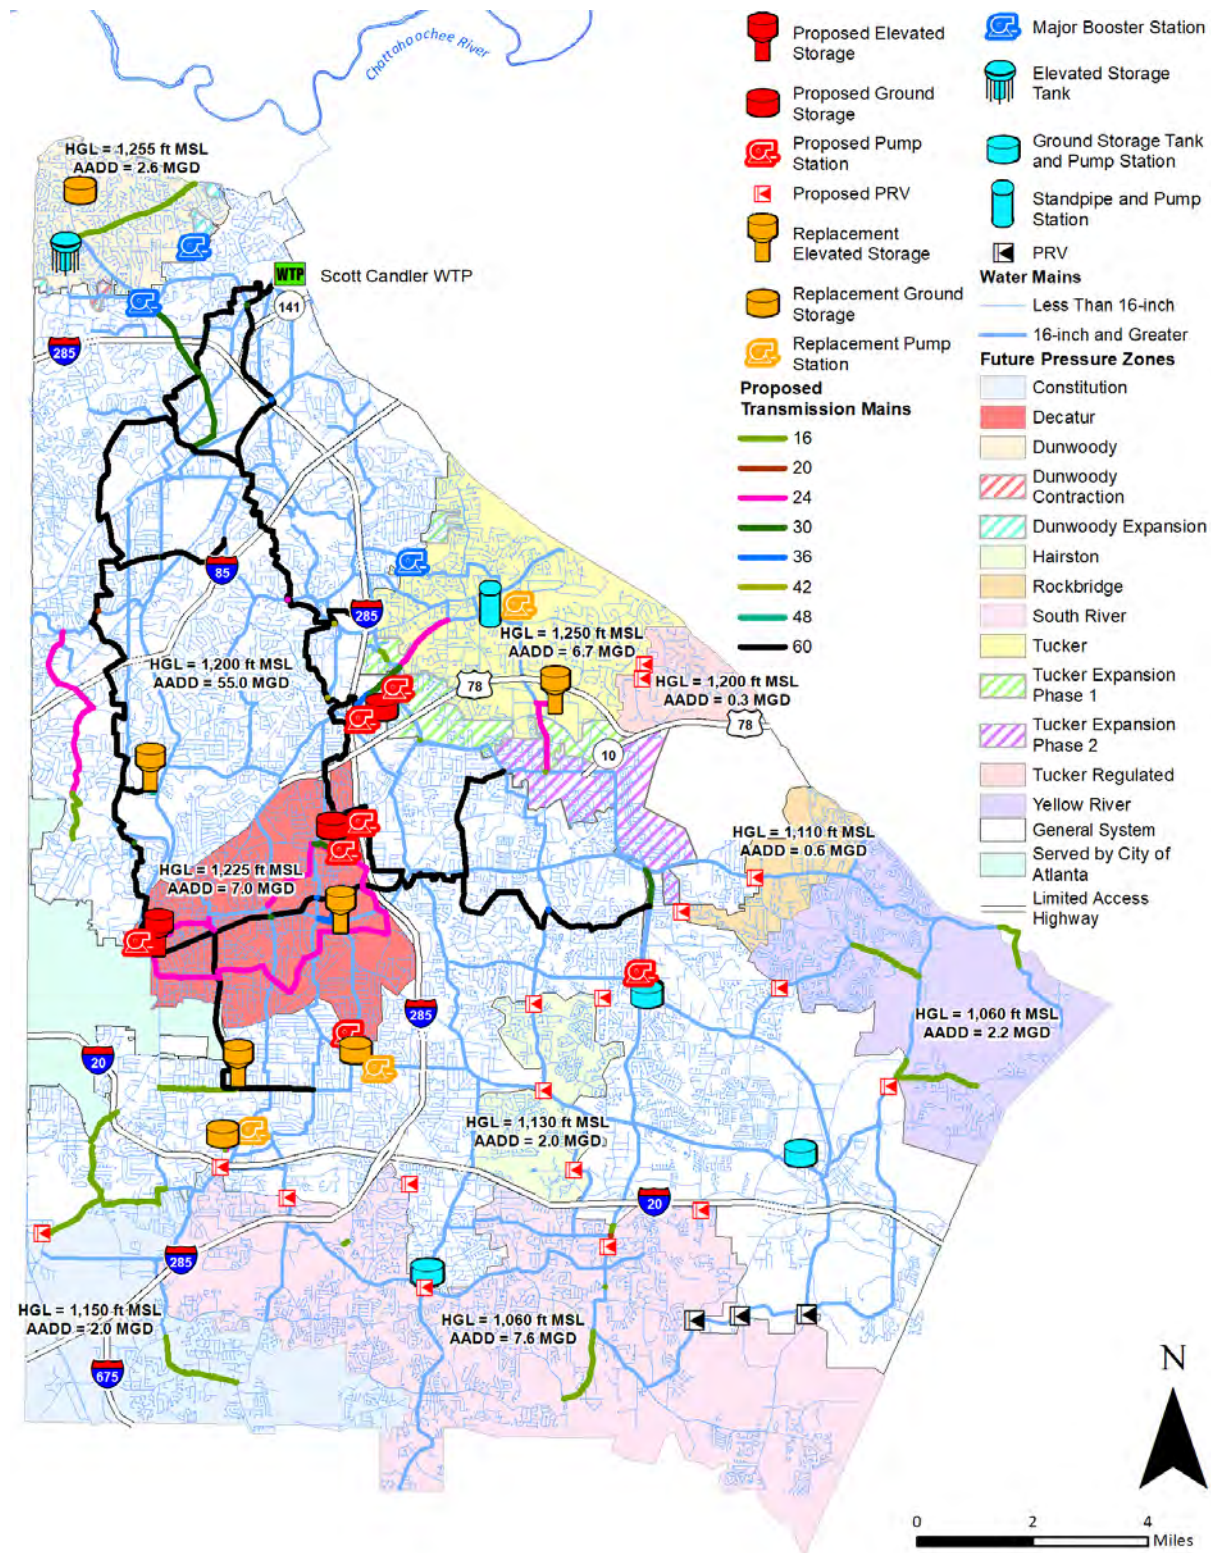 Chattahoochee River
HGL = 1,255 ft MSL
AADD = 2.6 MGD
WTP
Scott Candler WTP
141
285
85
285
HGL = 1,200 ft MSL
AADD = 55.0 MGD
HGL = 1,250 ft MSL
AADD = 6.7 MGD
78
HGL = 1,200 ft MSL
AADD = 0.3 MGD
78
10
HGL = 1,110 ft MSL
AADD = 0.6 MGD
HGL = 1,225 ft MSL
AADD = 7.0 MGD
285
HGL = 1,060 ft MSL
AADD = 2.2 MGD
20
HGL = 1,130 ft MSL
AADD = 2.0 MGD
20
285
HGL = 1,150 ft MSL
AADD = 2.0 MGD
HGL = 1,060 ft MSL
AADD = 7.6 MGD
675
Proposed Elevated
Storage
Proposed Ground
Storage
Proposed Pump
Station
Proposed PRV
Replacement
Elevated Storage
Replacement Ground
Storage
Replacement Pump
Station
Proposed
Transmission Mains
16
20
24
30
36
42
48
60
Major Booster Station
Elevated Storage
Tank
Ground Storage Tank
and Pump Station
Standpipe and Pump
Station
PRV
Water Mains
Less Than 16-inch
16-inch and Greater
Future Pressure Zones
Constitution
Decatur
Dunwoody
Dunwoody
Contraction
Dunwoody Expansion
Hairston
Rockbridge
South River
Tucker
Tucker Expansion
Phase 1
Tucker Expansion
Phase 2
Tucker Regulated
Yellow River
General System
Served by City of
Atlanta
Limited Access
Highway
N
0 2 4
Miles